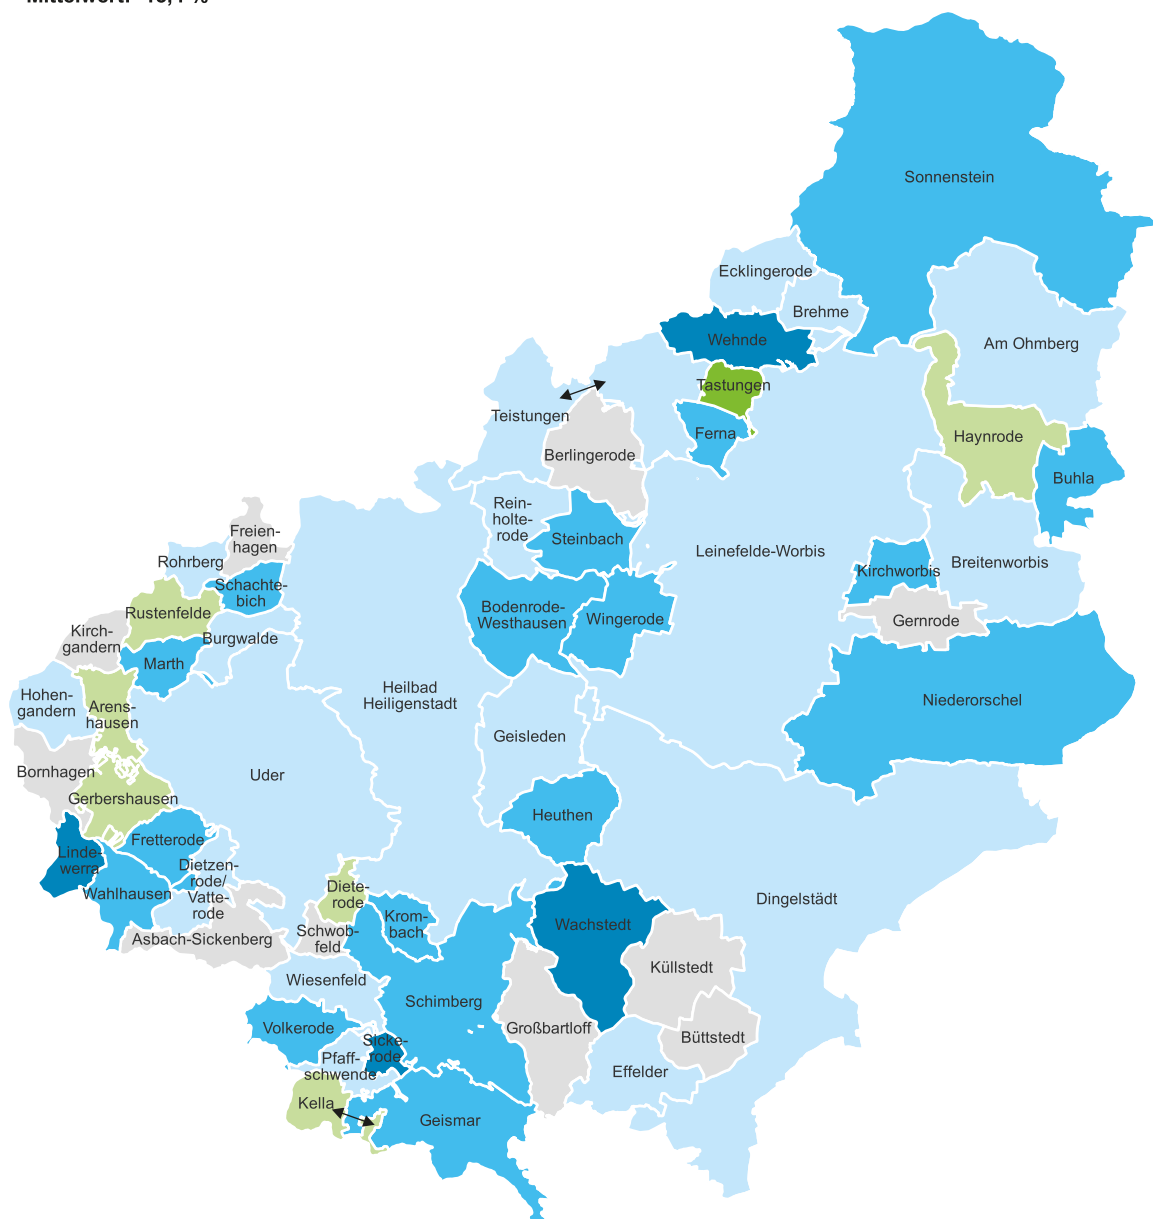 Sonnenstein
Ecklingerode
Brehme
Wehnde
Am Ohmberg
Tastungen
Teistungen
Ferna
Haynrode
Berlingerode
Buhla
Rein-
holte-
rode
Steinbach
Freien-
hagen
Leinefelde-Worbis
Rohrberg
Breitenworbis
Kirchworbis
Schachte-
bich
Rustenfelde
Bodenrode-
Westhausen
Wingerode
Gernrode
Kirch-
gandern
Burgwalde
Marth
Heilbad
Heiligenstadt
Hohen-
gandern
Arens-
hausen
Niederorschel
Geisleden
Bornhagen
Uder
Gerbershausen
Heuthen
Fretterode
Linde-
werra
Dietzen-
rode/
Vatte-
rode
Wahlhausen
Diete-
rode
Dingelstädt
Krom-
bach
Wachstedt
Schwob-
feld
Asbach-Sickenberg
Küllstedt
Wiesenfeld
Schimberg
Volkerode
Großbartloff
Büttstedt
Sicke-
rode
Pfaff-
schwende
Effelder
Kella
Geismar